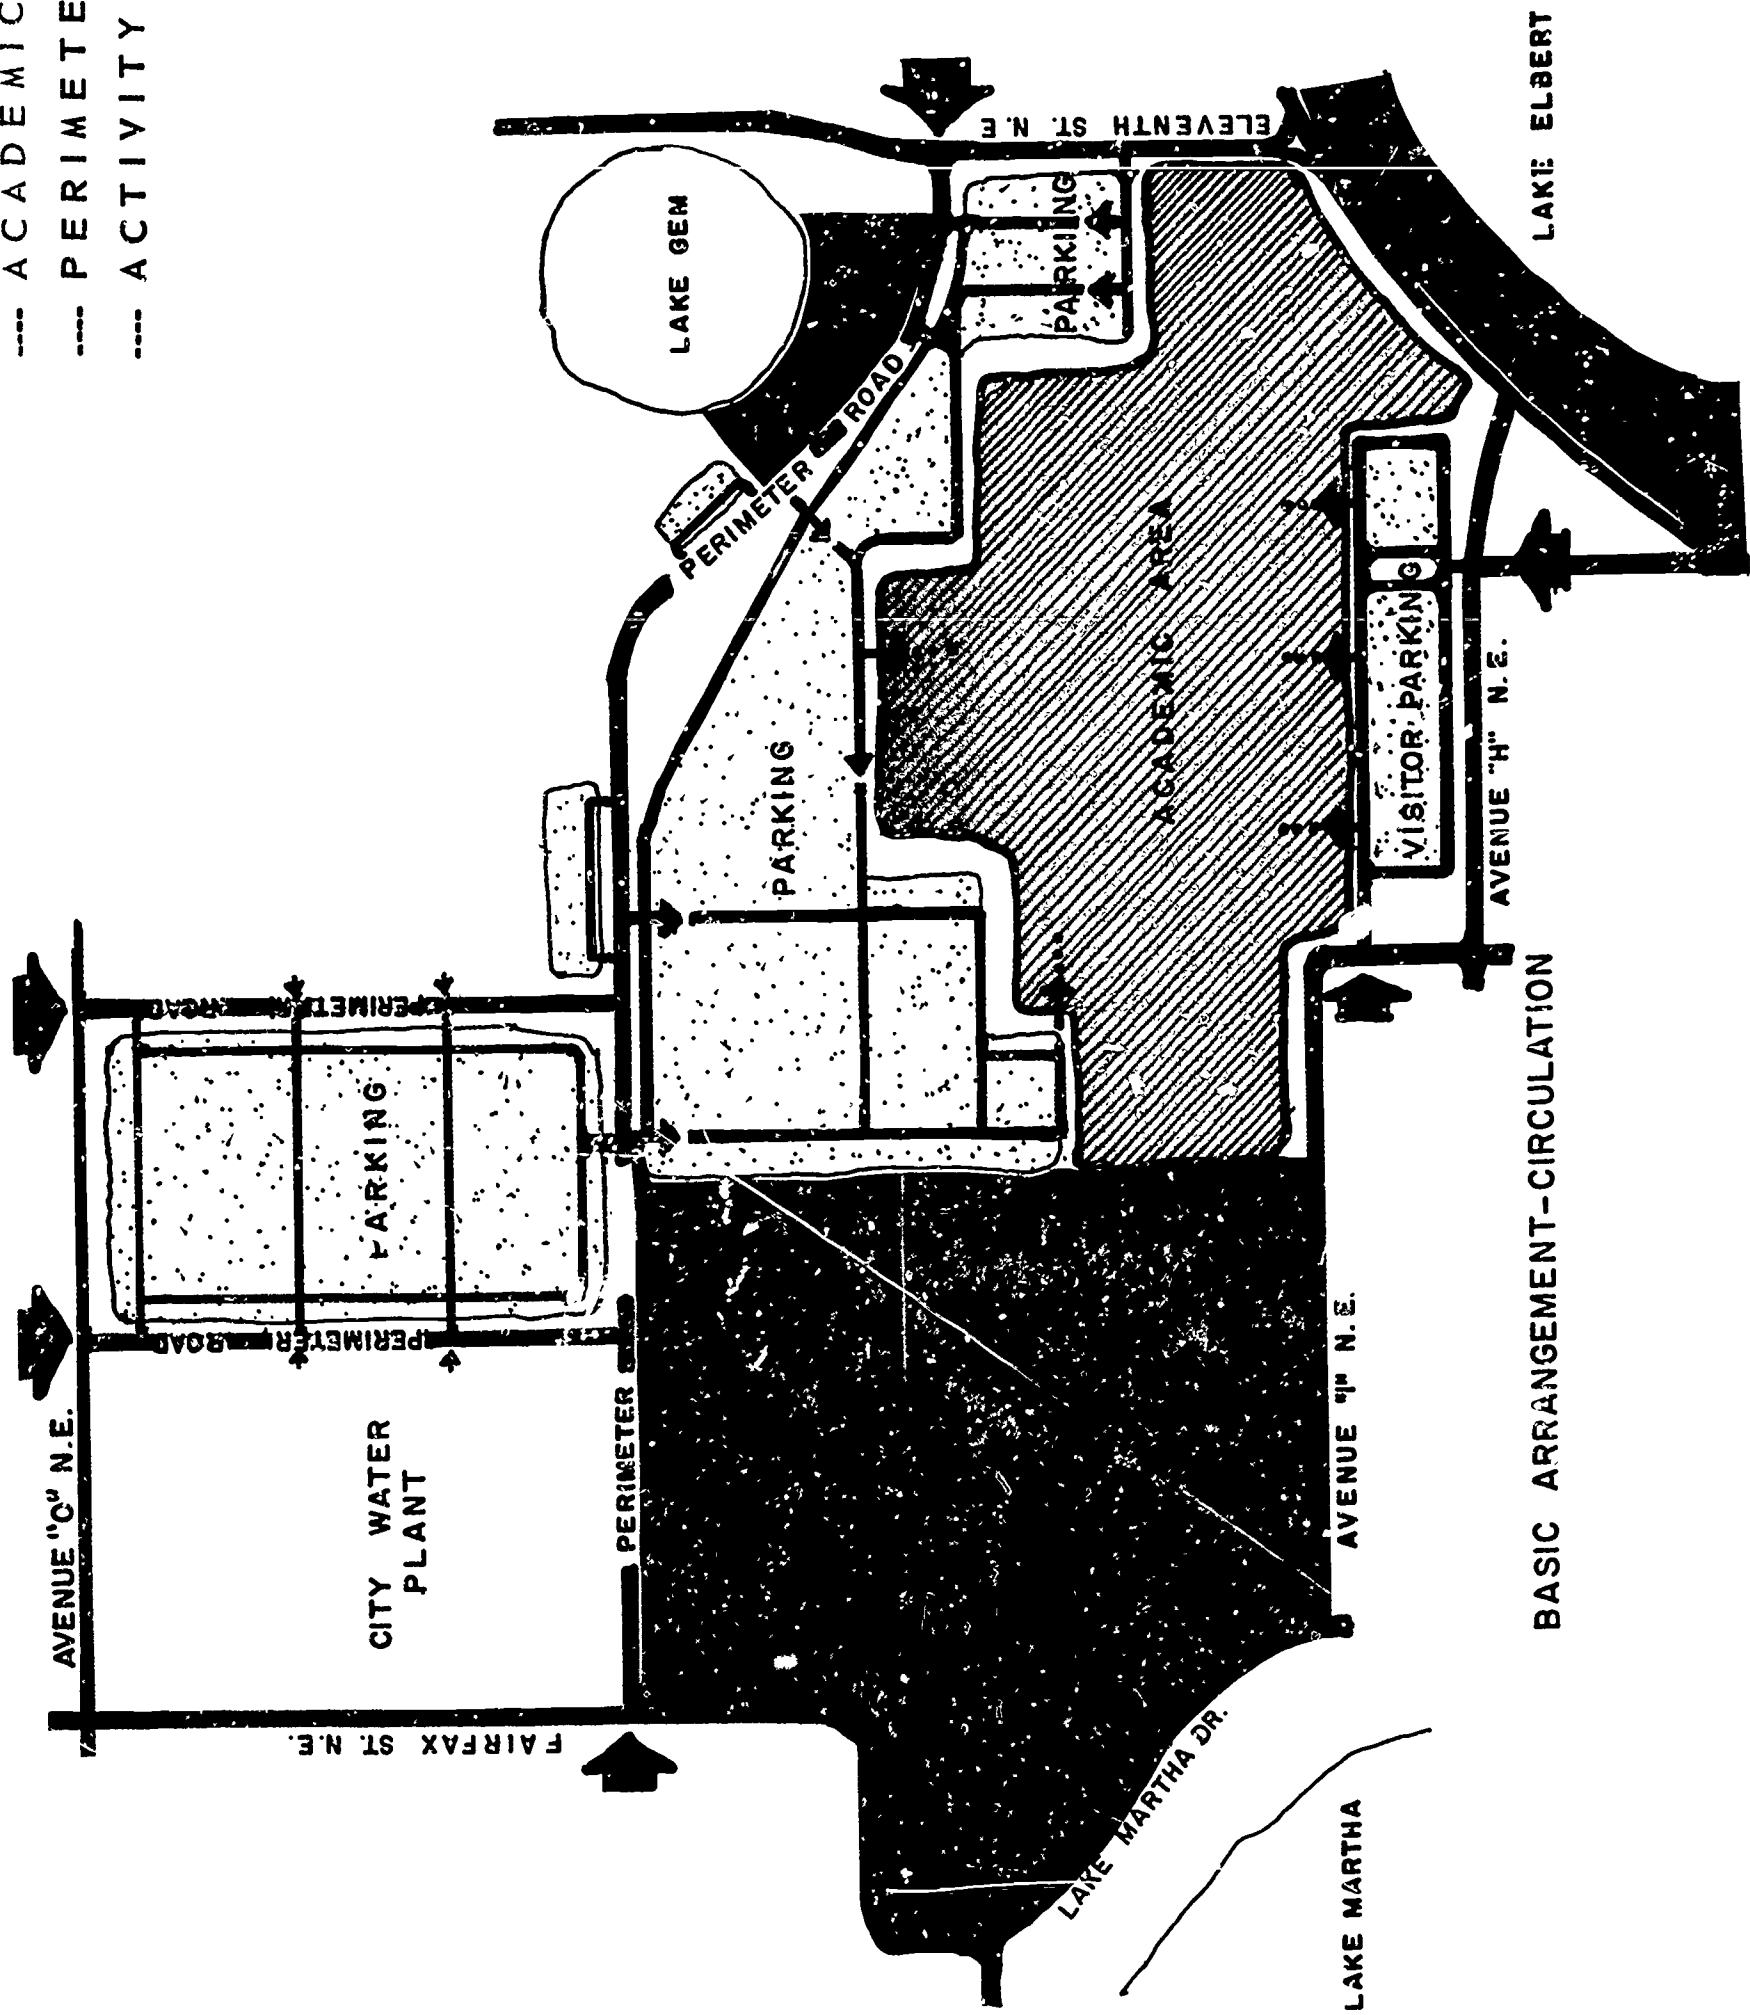 ---- ACADEMIC
---- PERIMETE
---- ACTIVITY
AVENUE "O" N.E.
CITY WATER
PLANT
FAIRFAX ST. N.E.
PERIMETER
PERIMETER ROAD
PERIMETER ROAD
PARKING
LAKE GEM
PERIMETER ROAD
PARKING
PARKING
ELEVENTH ST. N.E
ACADEMIC AREA
VISITOR PARKING
AVENUE "H" N.E.
AVENUE "I" N.E.
LAKE MARTHA DR.
LAKE MARTHA
LAKE ELBERT
BASIC ARRANGEMENT-CIRCULATION